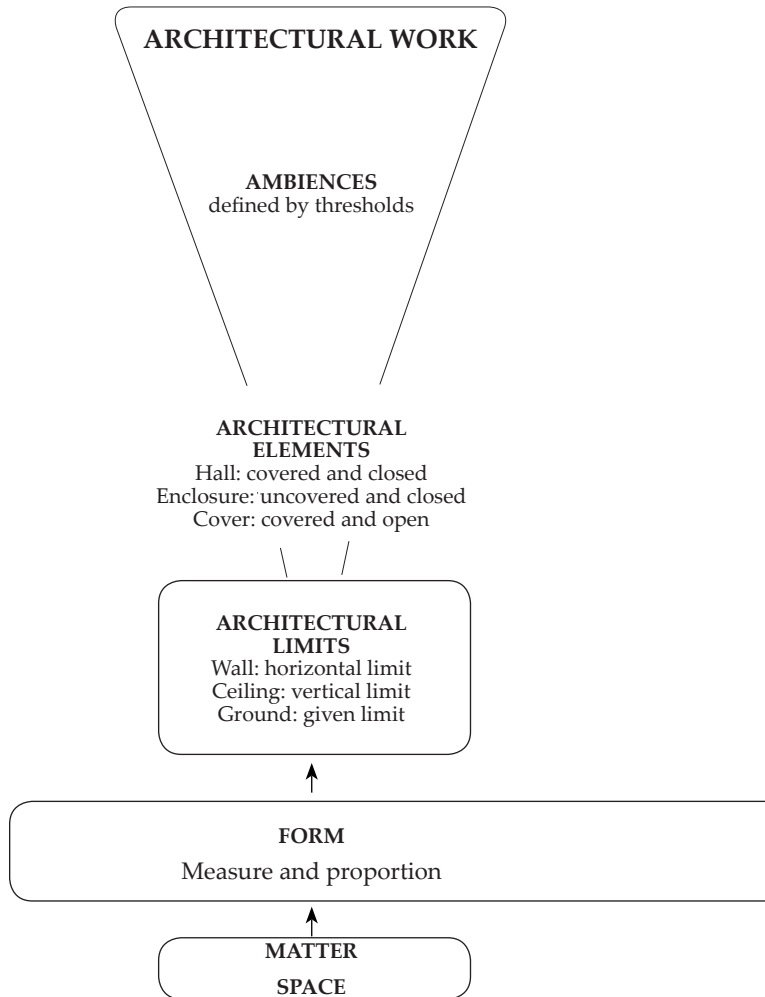 ARCHITECTURAL WORK
AMBIENCES
defined by thresholds
ARCHITECTURAL
ELEMENTS
Hall: covered and closed
Enclosure: uncovered and closed
Cover: covered and open
ARCHITECTURAL
LIMITS
Wall: horizontal limit
Ceiling: vertical limit
Ground: given limit
FORM
Measure and proportion
MATTER
SPACE